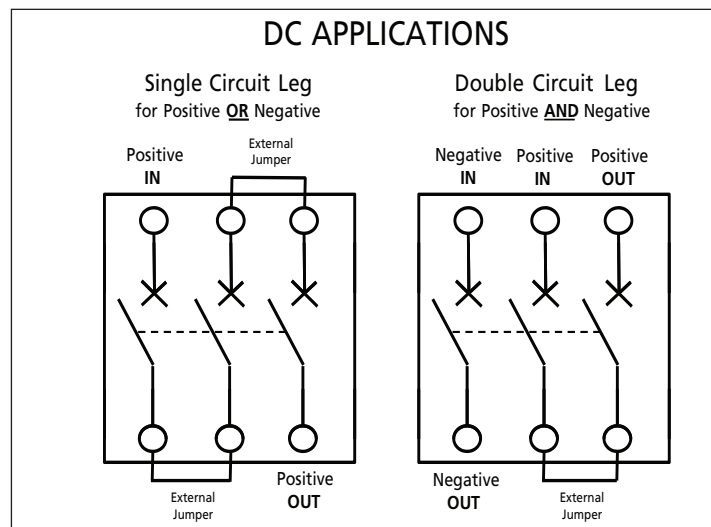 DC APPLICATIONS
Single Circuit Leg
for Positive OR Negative
Positive
IN
External
Jumper
External
Jumper
Positive
OUT
Double Circuit Leg
for Positive AND Negative
Negative
IN
Positive
IN
Positive
OUT
Negative
OUT
External
Jumper